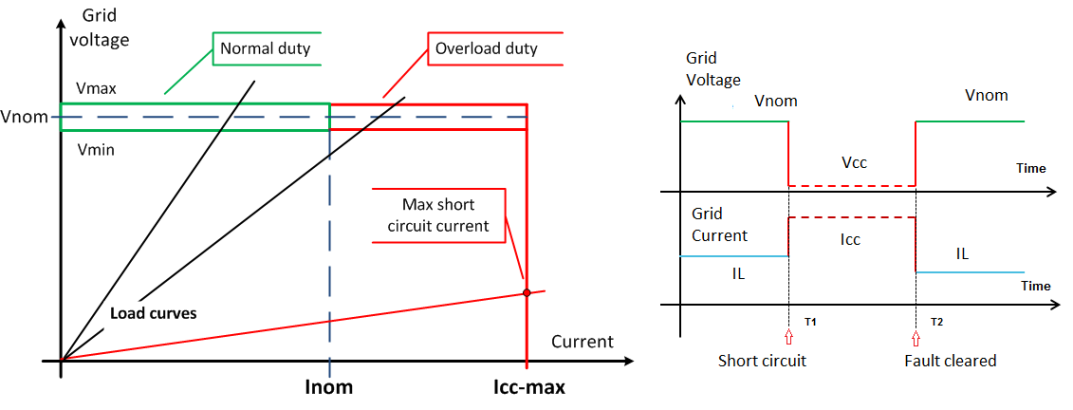 Grid
voltage
Normal duty
Overload duty
Vmax
Vnom
Vmin
Max short
circuit current
Load curves
Current
Inom
Icc-max
Grid
Voltage
Vnom
Vnom
Vcc
Time
Grid
Current
Icc
IL
IL
Time
T1
T2
Short circuit
Fault cleared